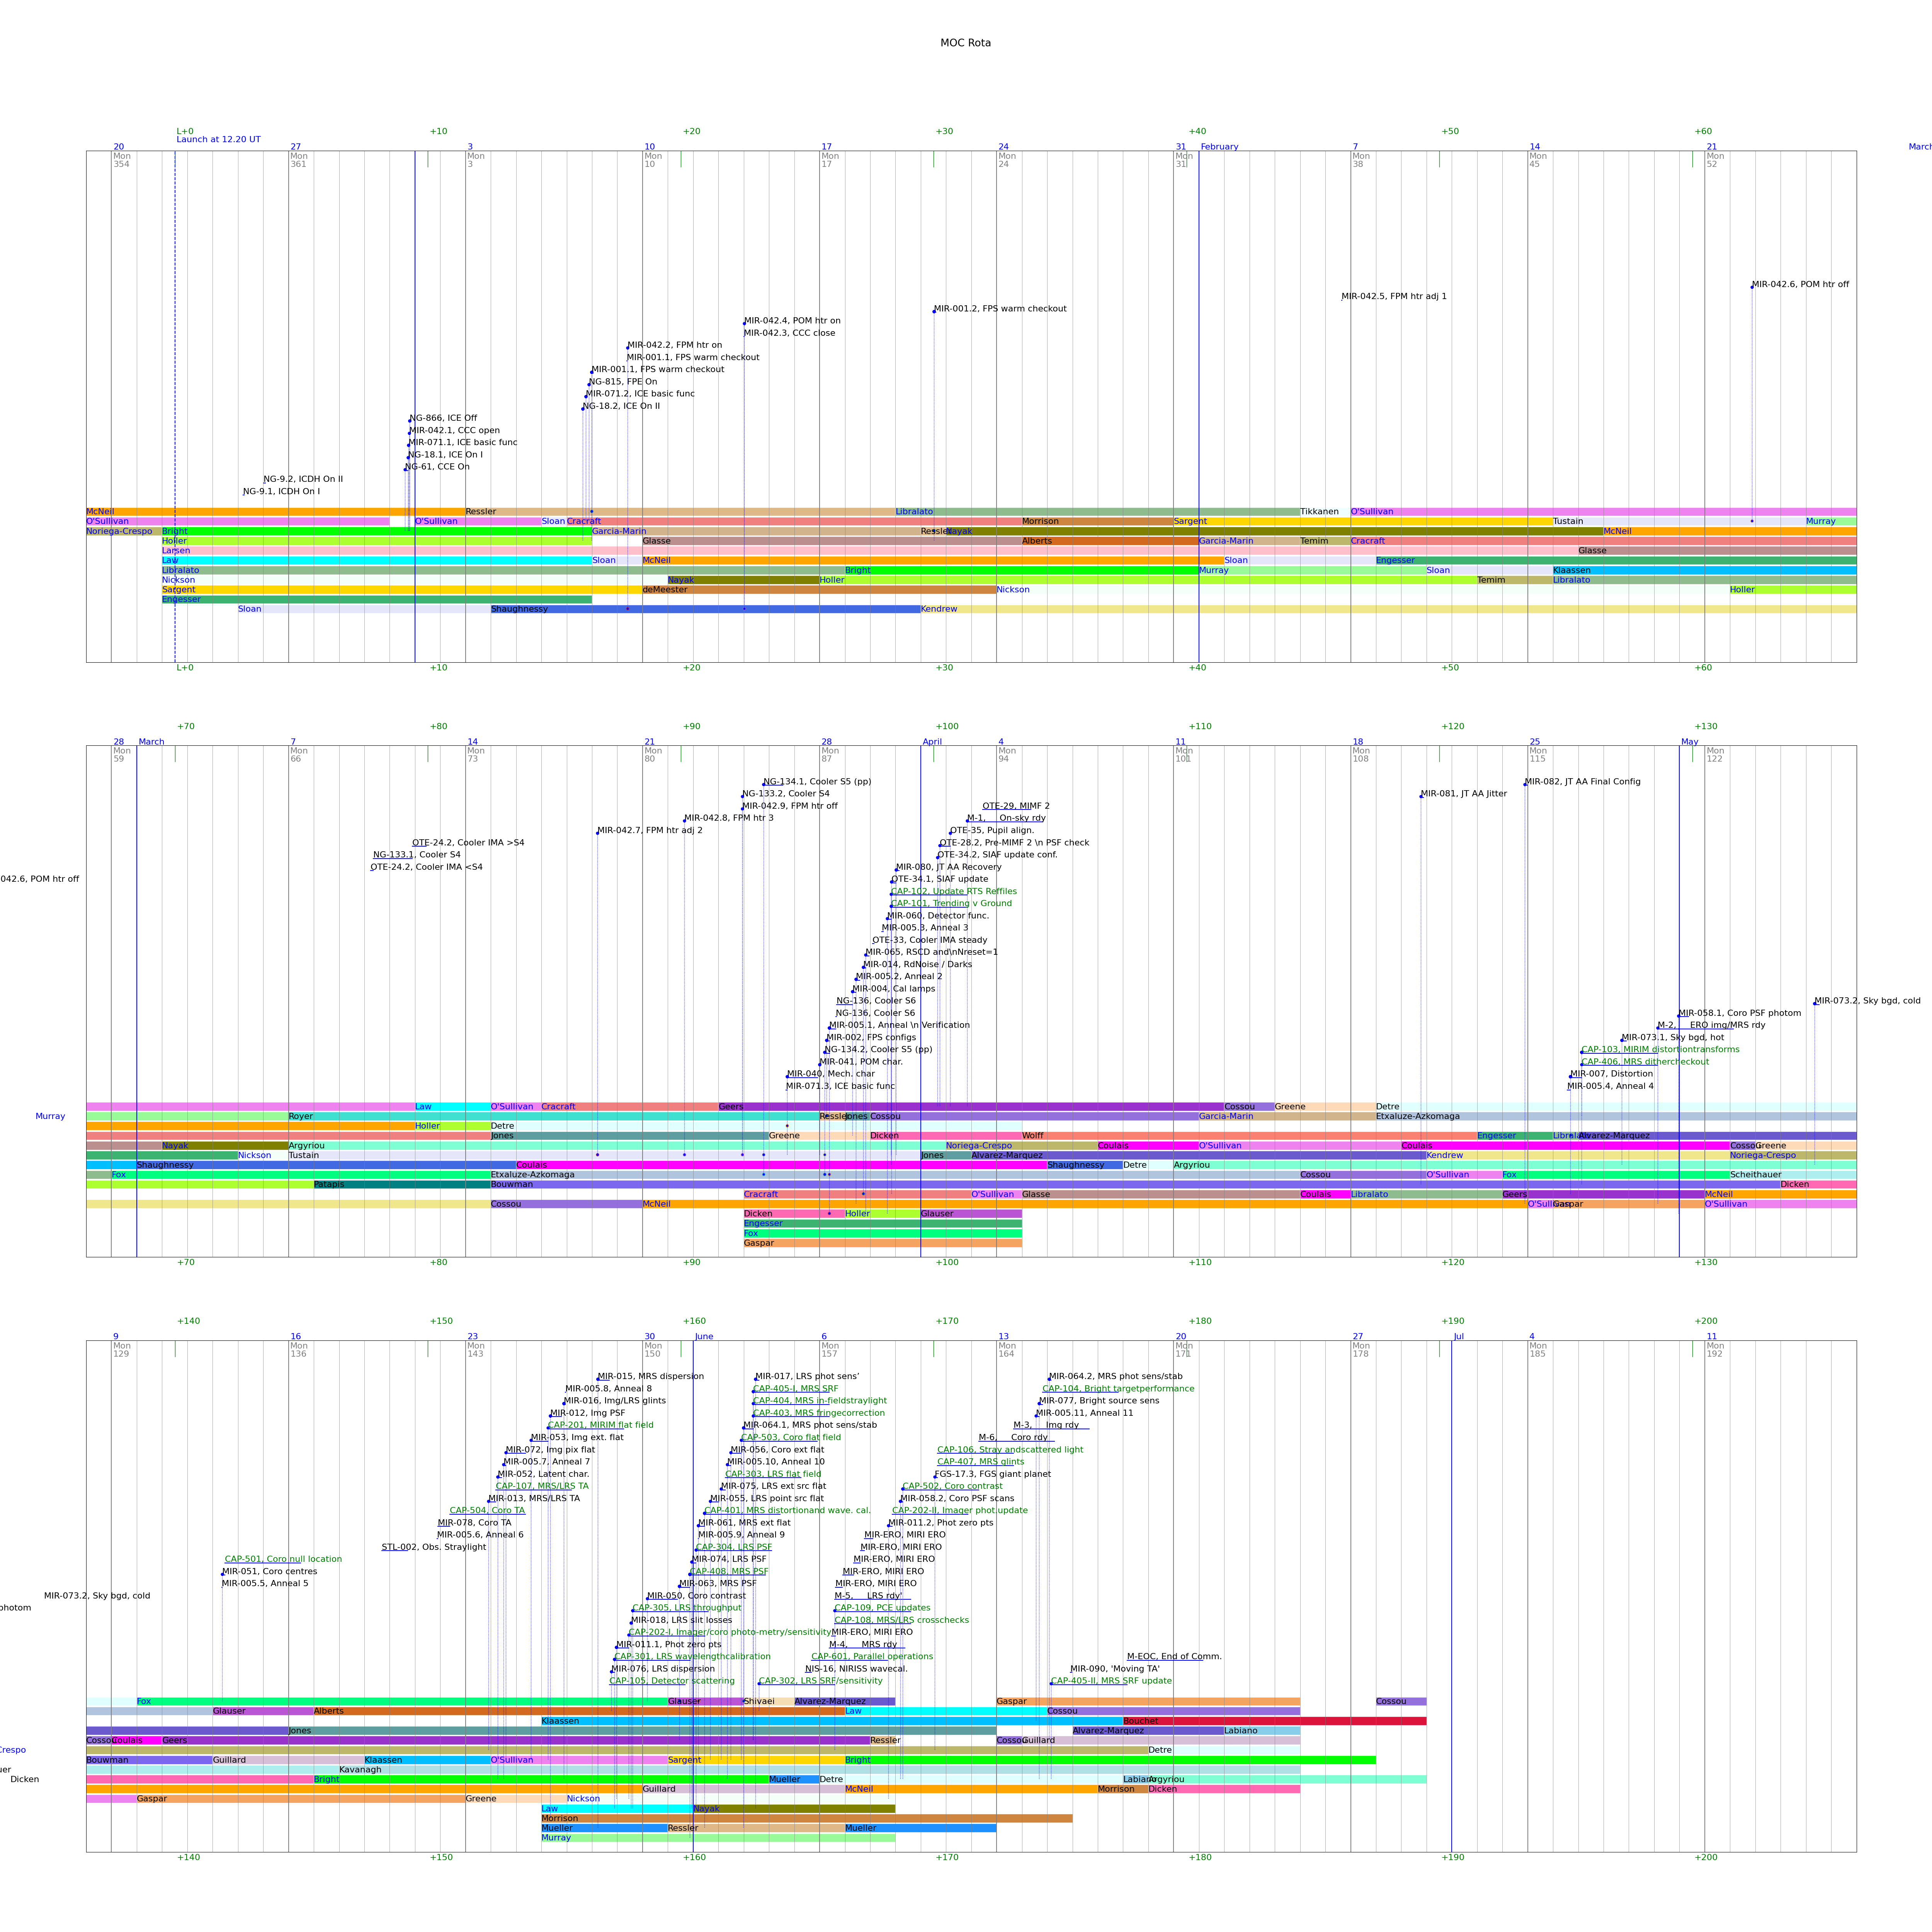 MOC Rota
L+0 +10 +20 +30 +40 +50 +60
Launch at 12.20 UT
20 27 3 10 17 24 31 February 7 14 21 March
Mon Mon Mon Mon Mon Mon Mon Mon Mon Mon
354 361 3 10 17 24 31 38 45 52
MIR-042.6, POM htr off
MIR-042.5, FPM htr adj 1
MIR-001.2, FPS warm checkout
MIR-042.4, POM htr on
MIR-042.3, CCC close
MIR-042.2, FPM htr on
MIR-001.1, FPS warm checkout
MIR-001.1, FPS warm checkout
NG-815, FPE On
MIR-071.2, ICE basic func
NG-18.2, ICE On II
NG-866, ICE Off
MIR-042.1, CCC open
MIR-071.1, ICE basic func
NG-18.1, ICE On I
NG-61, CCE On
NG-9.2, ICDH On II
NG-9.1, ICDH On I
McNeil Ressler Libralato Tikkanen O'Sullivan
O'Sullivan O'Sullivan Sloan Cracraft Morrison Sargent Tustain Murray
Noriega-Crespo Bright Garcia-Marin Ressler Nayak McNeil
Holler Glasse Alberts Garcia-Marin Temim Cracraft
Larsen Glasse
Law Sloan McNeil Sloan Engesser
Libralato Bright Murray Sloan Klaassen
Nickson Nayak Holler Temim Libralato
Sargent deMeester Nickson Holler
Engesser
Sloan Shaughnessy Kendrew
L+0 +10 +20 +30 +40 +50 +60
+70 +80 +90 +100 +110 +120 +130
28 March 7 14 21 28 April 4 11 18 25 May
Mon Mon Mon Mon Mon Mon Mon Mon Mon Mon
59 66 73 80 87 94 101 108 115 122
NG-134.1, Cooler S5 (pp) MIR-082, JT AA Final Config
NG-133.2, Cooler S4 MIR-081, JT AA Jitter
MIR-042.9, FPM htr off OTE-29, MIMF 2
MIR-042.8, FPM htr 3 M-1, On-sky rdy
MIR-042.7, FPM htr adj 2 OTE-35, Pupil align.
OTE-24.2, Cooler IMA >S4 OTE-28.2, Pre-MIMF 2 \n PSF check
NG-133.1, Cooler S4 OTE-34.2, SIAF update conf.
OTE-24.2, Cooler IMA <S4 MIR-080, JT AA Recovery
042.6, POM htr off OTE-34.1, SIAF update
CAP-102, Update RTS Reffiles
CAP-101, Trending v Ground
MIR-060, Detector func.
MIR-005.3, Anneal 3
OTE-33, Cooler IMA steady
MIR-065, RSCD and\nNreset=1
MIR-014, RdNoise / Darks
MIR-005.2, Anneal 2
MIR-004, Cal lamps
NG-136, Cooler S6 MIR-073.2, Sky bgd, cold
NG-136, Cooler S6 MIR-058.1, Coro PSF photom
MIR-005.1, Anneal \n Verification M-2, ERO img/MRS rdy
MIR-002, FPS configs MIR-073.1, Sky bgd, hot
NG-134.2, Cooler S5 (pp) CAP-103, MIRIM distortiontransforms
MIR-041, POM char. CAP-406, MRS dithercheckout
MIR-040, Mech. char MIR-007, Distortion
MIR-071.3, ICE basic func MIR-005.4, Anneal 4
Law O'Sullivan Cracraft Geers Cossou Greene Detre
Murray Royer Ressler Jones Cossou Garcia-Marin Etxaluze-Azkomaga
Holler Detre
Jones Greene Dicken Wolff Engesser Libralato Alvarez-Marquez
Nayak Argyriou Noriega-Crespo Coulais O'Sullivan Coulais Cossou Greene
Nickson Tustain Jones Alvarez-Marquez Kendrew Noriega-Crespo
Shaughnessy Coulais Shaughnessy Detre Argyriou
Fox Etxaluze-Azkomaga Cossou O'Sullivan Fox Scheithauer
Patapis Bouwman Dicken
Cracraft O'Sullivan Glasse Coulais Libralato Geers McNeil
Cossou McNeil O'Sullivan Gaspar O'Sullivan
Dicken Holler Glauser
Engesser
Fox
Gaspar
+70 +80 +90 +100 +110 +120 +130
+140 +150 +160 +170 +180 +190 +200
9 16 23 30 June 6 13 20 27 Jul 4 11
Mon Mon Mon Mon Mon Mon Mon Mon Mon Mon
129 136 143 150 157 164 171 178 185 192
MIR-015, MRS dispersion MIR-017, LRS phot sens' MIR-064.2, MRS phot sens/stab
MIR-005.8, Anneal 8 CAP-405-I, MRS SRF CAP-104, Bright targetperformance
MIR-016, Img/LRS glints CAP-404, MRS in-fieldstraylight MIR-077, Bright source sens
MIR-012, Img PSF CAP-403, MRS fringecorrection MIR-005.11, Anneal 11
CAP-201, MIRIM flat field MIR-064.1, MRS phot sens/stab M-3, Img rdy
MIR-053, Img ext. flat CAP-503, Coro flat field M-6, Coro rdy
MIR-072, Img pix flat MIR-056, Coro ext flat CAP-106, Stray andscattered light
MIR-005.7, Anneal 7 MIR-005.10, Anneal 10 CAP-407, MRS glints
MIR-052, Latent char. CAP-303, LRS flat field FGS-17.3, FGS giant planet
CAP-107, MRS/LRS TA MIR-075, LRS ext src flat CAP-502, Coro contrast
MIR-013, MRS/LRS TA MIR-055, LRS point src flat MIR-058.2, Coro PSF scans
CAP-504, Coro TA CAP-401, MRS distortionand wave. cal. CAP-202-II, Imager phot update
MIR-078, Coro TA MIR-061, MRS ext flat MIR-011.2, Phot zero pts
MIR-005.6, Anneal 6 MIR-005.9, Anneal 9 MIR-ERO, MIRI ERO
STL-002, Obs. Straylight CAP-304, LRS PSF MIR-ERO, MIRI ERO
CAP-501, Coro null location MIR-074, LRS PSF MIR-ERO, MIRI ERO
MIR-051, Coro centres CAP-408, MRS PSF MIR-ERO, MIRI ERO
MIR-005.5, Anneal 5 MIR-063, MRS PSF MIR-ERO, MIRI ERO
MIR-073.2, Sky bgd, cold MIR-050, Coro contrast M-5, LRS rdy'
photom CAP-305, LRS throughput CAP-109, PCE updates
MIR-018, LRS slit losses CAP-108, MRS/LRS crosschecks
CAP-202-I, Imager/coro photo-metry/sensitivity MIR-ERO, MIRI ERO
MIR-011.1, Phot zero pts M-4, MRS rdy
CAP-301, LRS wavelengthcalibration CAP-601, Parallel operations M-EOC, End of Comm.
MIR-076, LRS dispersion NIS-16, NIRISS wavecal. MIR-090, 'Moving TA'
CAP-105, Detector scattering CAP-302, LRS SRF/sensitivity CAP-405-II, MRS SRF update
Fox Glauser Shivaei Alvarez-Marquez Gaspar Cossou
Glauser Alberts Law Cossou
Klaassen Bouchet
Jones Alvarez-Marquez Labiano
Cossou Coulais Geers Ressler Cossou Guillard
Crespo Detre
Bouwman Guillard Klaassen O'Sullivan Sargent Bright
uer Kavanagh
Dicken Bright Mueller Detre Labiano Argyriou
Guillard McNeil Morrison Dicken
Gaspar Greene Nickson
Law Nayak
Morrison
Mueller Ressler Mueller
Murray
+140 +150 +160 +170 +180 +190 +200